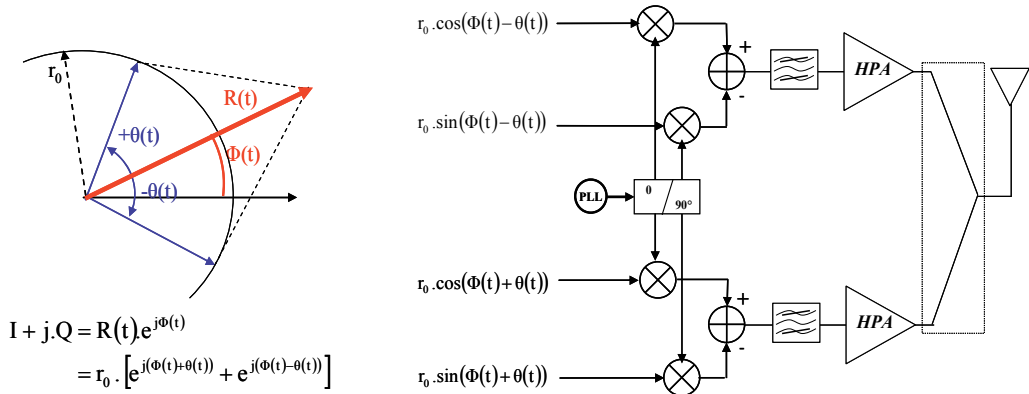 r₀
R(t)
+θ(t)
Φ(t)
-θ(t)
I + j.Q = R(t).e^{jΦ(t)}
= r₀ . [e^{j(Φ(t)+θ(t))} + e^{j(Φ(t)−θ(t))}]
r₀.cos(Φ(t)−θ(t))
+
HPA
-
r₀.sin(Φ(t)−θ(t))
PLL
0
90°
r₀.cos(Φ(t)+θ(t))
+
HPA
-
r₀.sin(Φ(t)+θ(t))